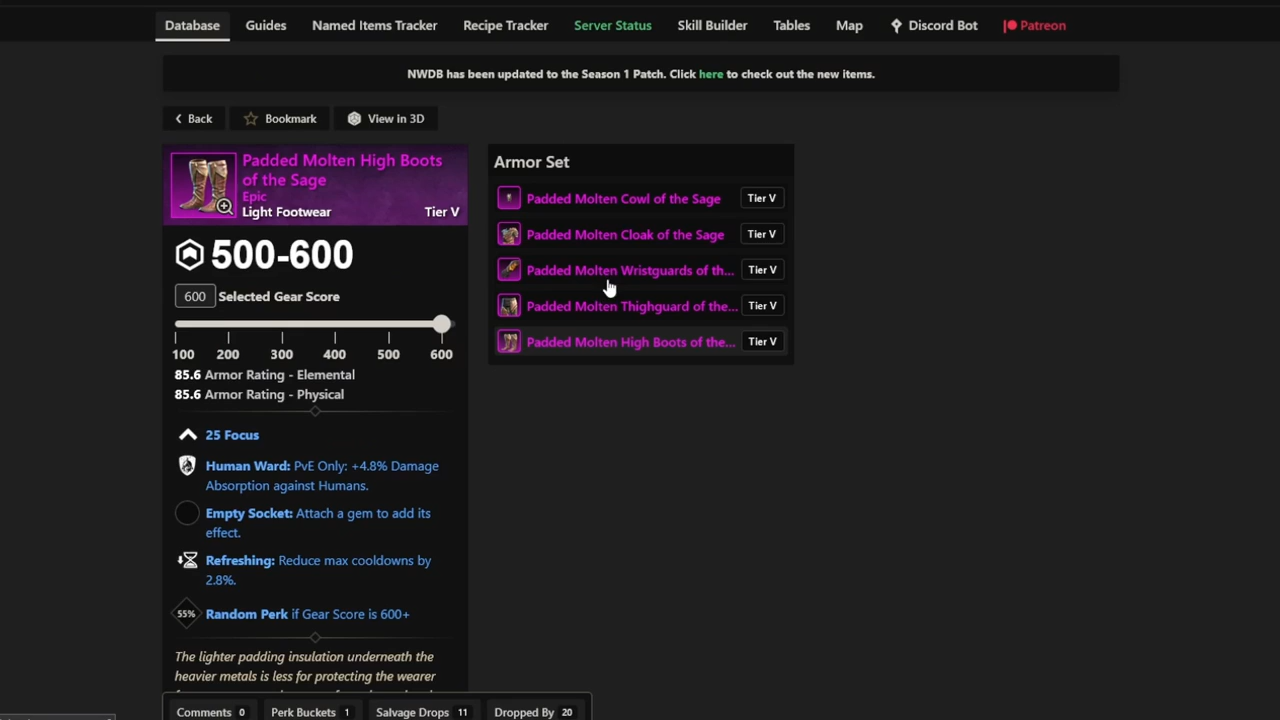 Database Guides Named Items Tracker Recipe Tracker Server Status Skill Builder Tables Map Discord Bot Patreon
NWDB has been updated to the Season 1 Patch. Click here to check out the new items.
Back Bookmark View in 3D
Padded Molten High Boots
of the Sage
Epic
Light Footwear Tier V
500-600
600 Selected Gear Score
100 200 300 400 500 600
85.6 Armor Rating - Elemental
85.6 Armor Rating - Physical
25 Focus
Human Ward: PvE Only: +4.8% Damage
Absorption against Humans.
Empty Socket: Attach a gem to add its
effect.
Refreshing: Reduce max cooldowns by
2.8%.
55% Random Perk if Gear Score is 600+
The lighter padding insulation underneath the
heavier metals is less for protecting the wearer
Armor Set
Padded Molten Cowl of the Sage Tier V
Padded Molten Cloak of the Sage Tier V
Padded Molten Wristguards of th... Tier V
Padded Molten Thighguard of the... Tier V
Padded Molten High Boots of the... Tier V
Comments 0 Perk Buckets 1 Salvage Drops 11 Dropped By 20